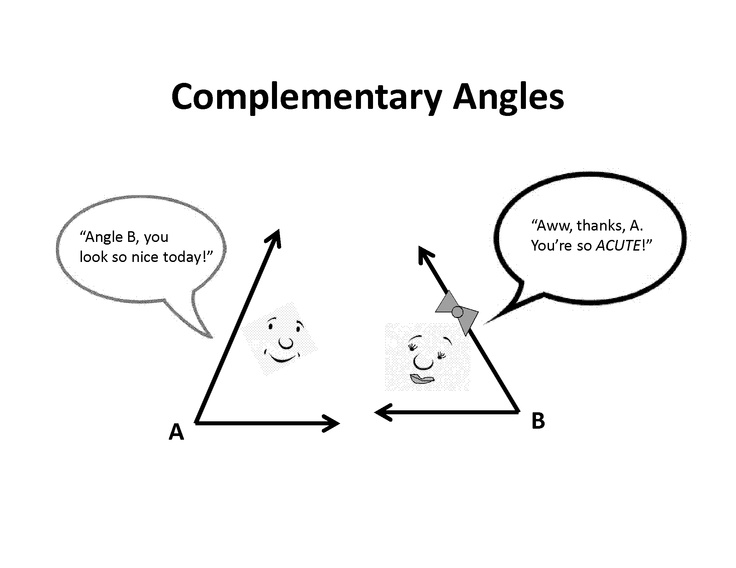 Complementary Angles
“Angle B, you
look so nice today!”
“Aww, thanks, A.
You’re so ACUTE!”
A
B